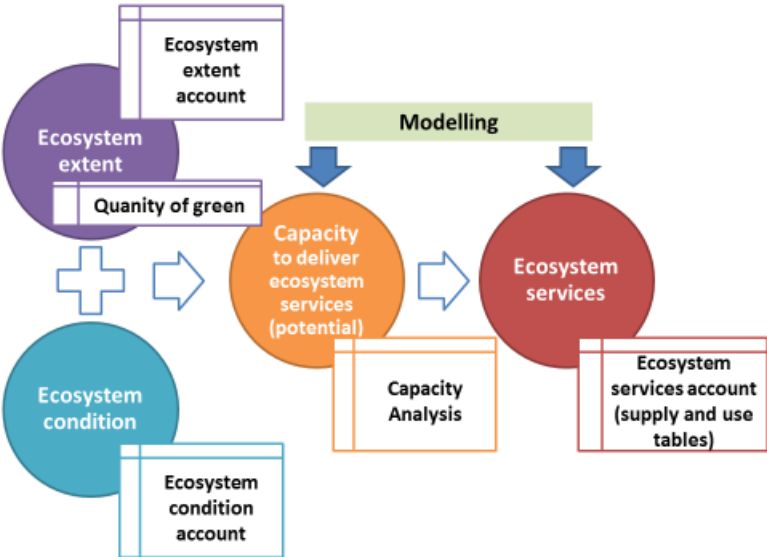 Ecosystem
extent
account
Ecosystem
extent
Quanity of green
Modelling
Capacity
to deliver
ecosystem
services
(potential)
Ecosystem
services
Capacity
Analysis
Ecosystem
services account
(supply and use
tables)
Ecosystem
condition
Ecosystem
condition
account